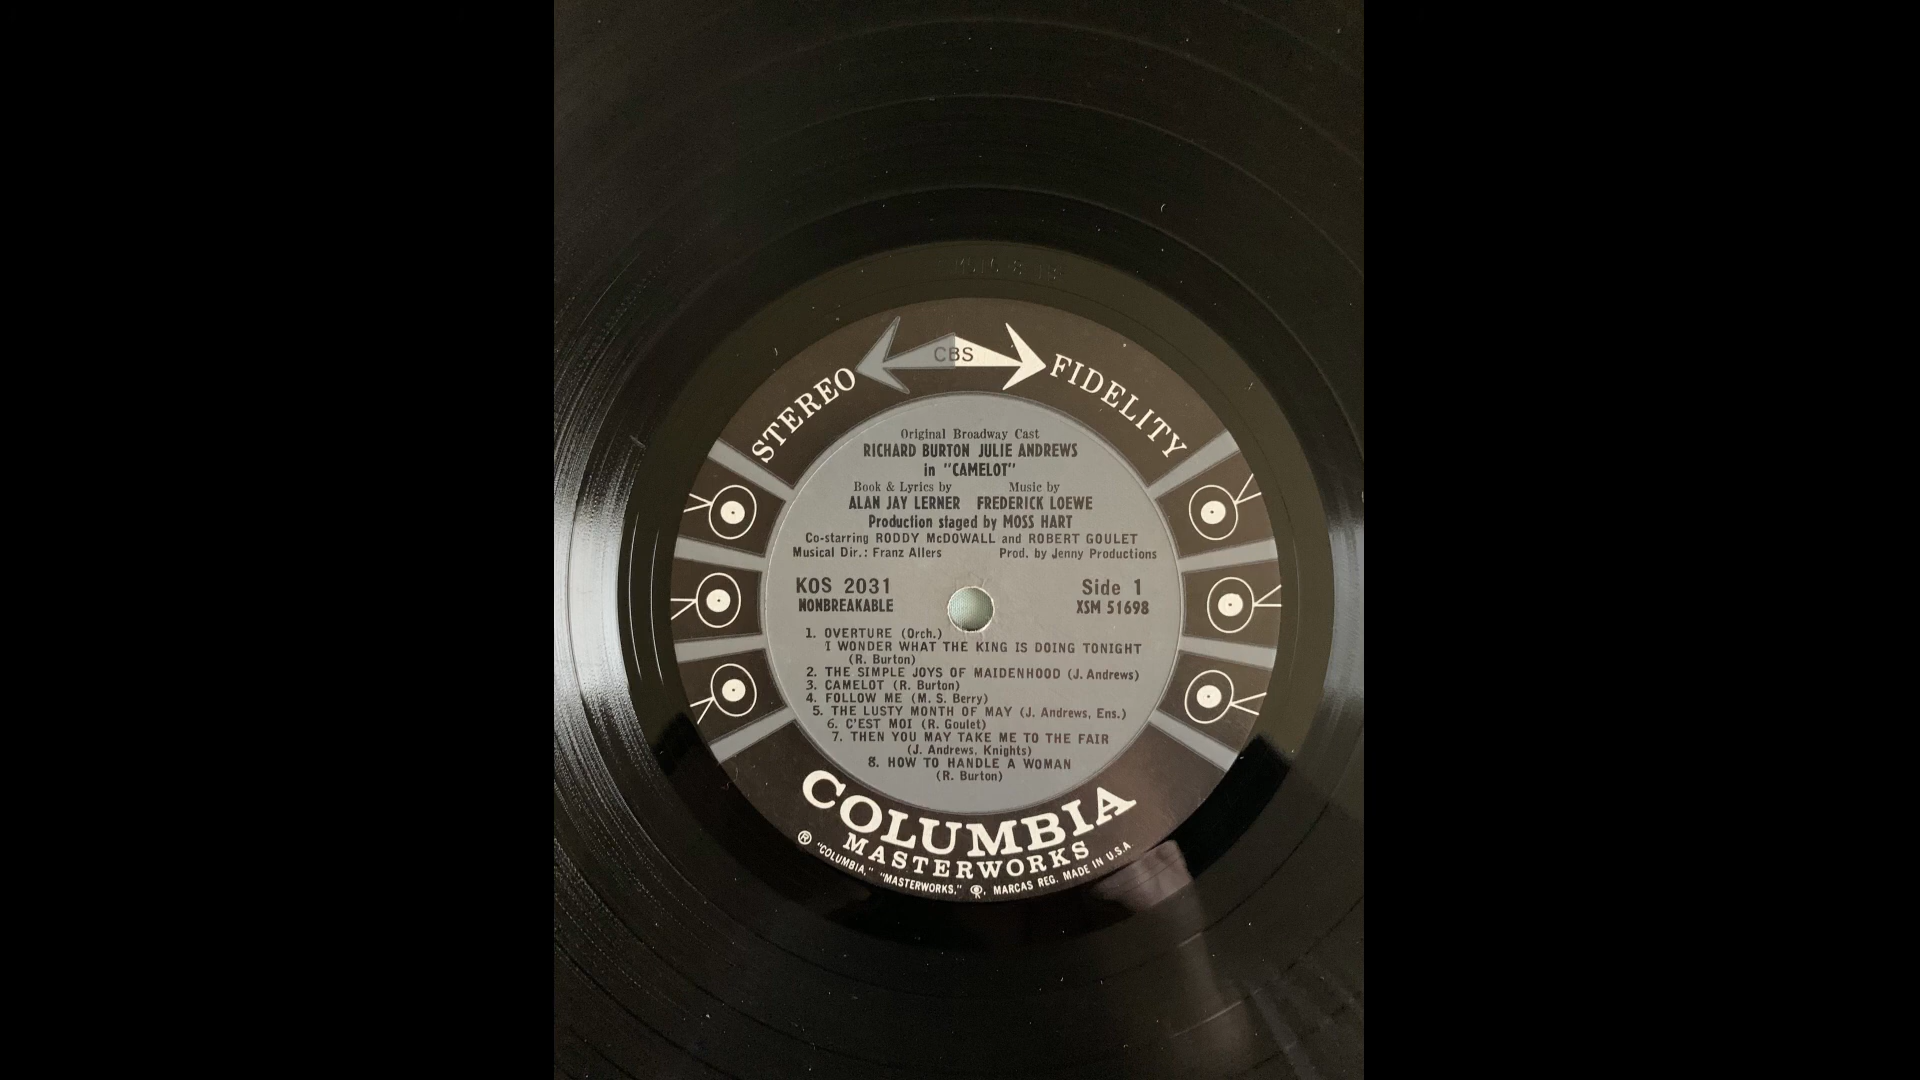 CBS
STEREO FIDELITY
Original Broadway Cast
RICHARD BURTON JULIE ANDREWS
in "CAMELOT"
Book & Lyrics by Music by
ALAN JAY LERNER FREDERICK LOEWE
Production staged by MOSS HART
Co-starring RODDY McDOWALL and ROBERT GOULET
Musical Dir.: Franz Allers Prod. by Jenny Productions
KOS 2031 Side 1
NONBREAKABLE XSM 51698
1. OVERTURE (Orch.)
I WONDER WHAT THE KING IS DOING TONIGHT
(R. Burton)
2. THE SIMPLE JOYS OF MAIDENHOOD (J. Andrews)
3. CAMELOT (R. Burton)
4. FOLLOW ME (M. S. Berry)
5. THE LUSTY MONTH OF MAY (J. Andrews, Ens.)
6. C'EST MOI (R. Goulet)
7. THEN YOU MAY TAKE ME TO THE FAIR
(J. Andrews, Knights)
8. HOW TO HANDLE A WOMAN
(R. Burton)
COLUMBIA
MASTERWORKS
® "COLUMBIA," "MASTERWORKS," MARCAS REG. MADE IN U.S.A.